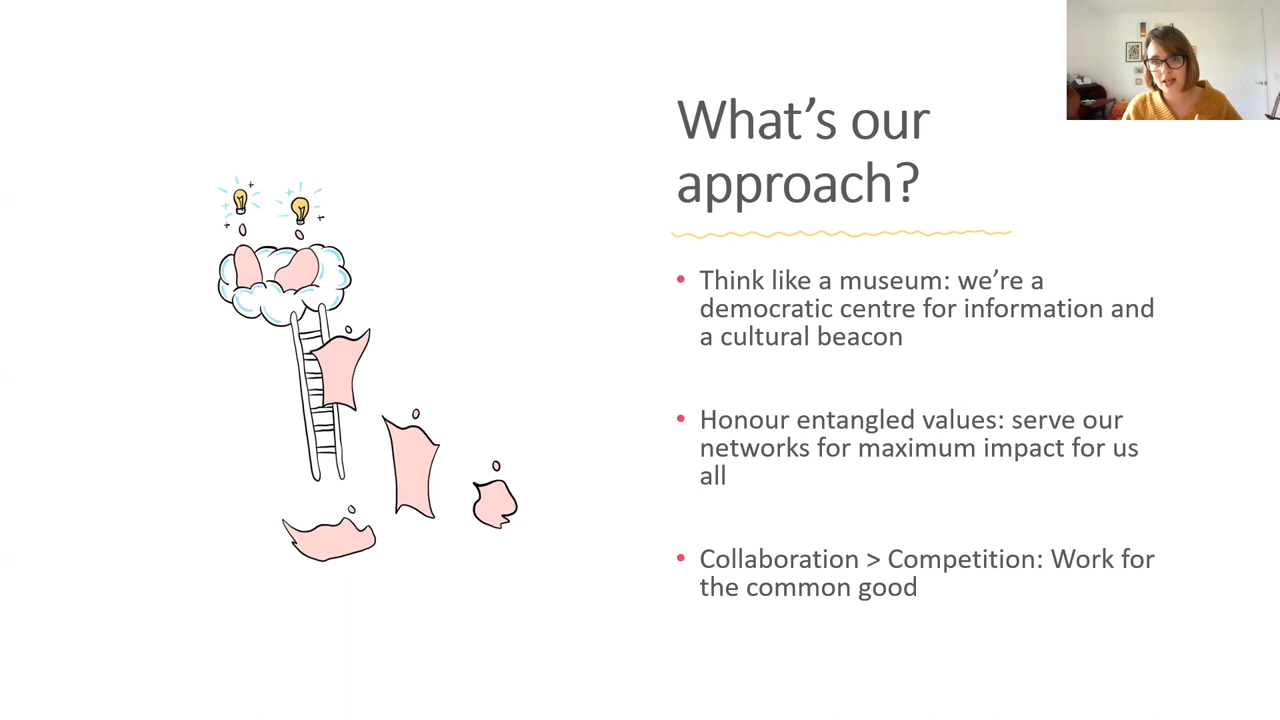 What’s our
approach?
• Think like a museum: we’re a
democratic centre for information and
a cultural beacon
• Honour entangled values: serve our
networks for maximum impact for us
all
• Collaboration > Competition: Work for
the common good